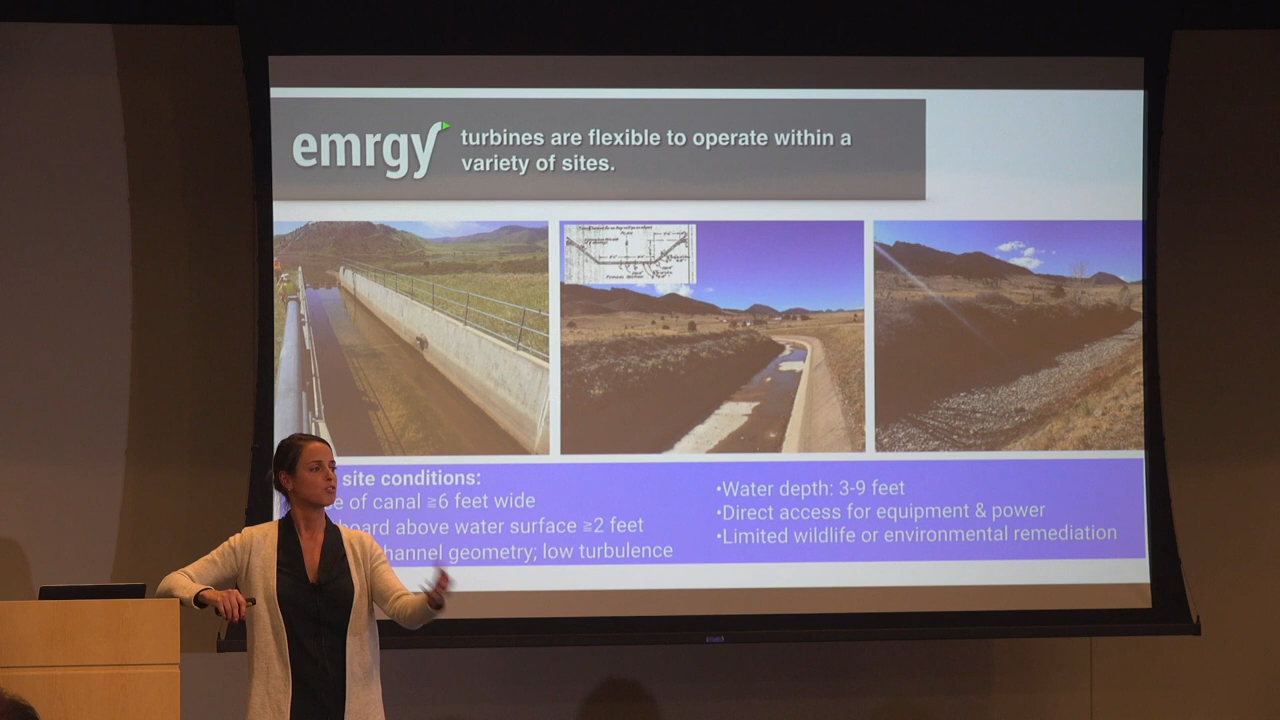 emrgy turbines are flexible to operate within a
variety of sites.
site conditions:
of canal ≧6 feet wide
above water surface ≧2 feet
geometry; low turbulence
•Water depth: 3-9 feet
•Direct access for equipment & power
•Limited wildlife or environmental remediation